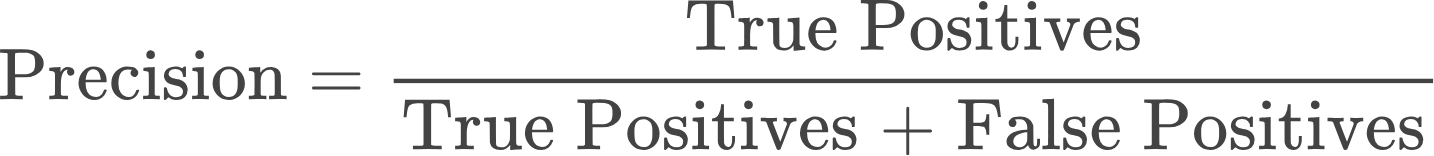 Precision = True Positives
True Positives + False Positives